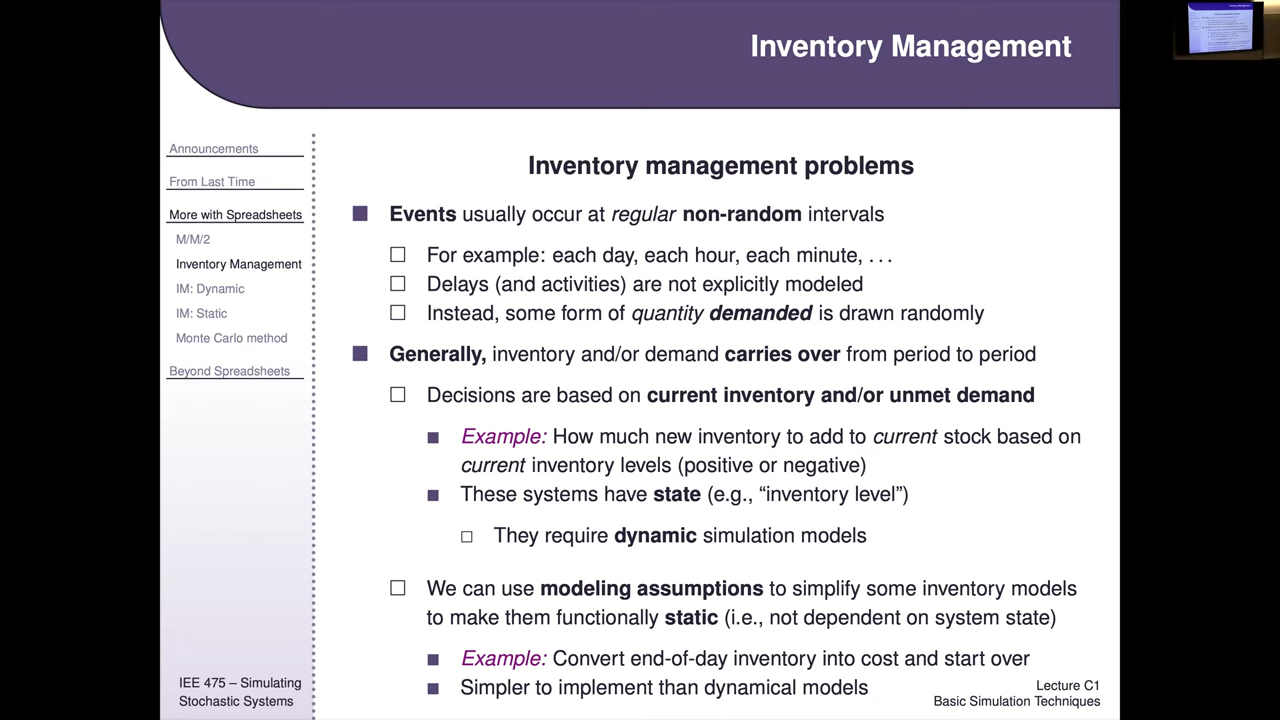 Inventory Management
Announcements
From Last Time
More with Spreadsheets
M/M/2
Inventory Management
IM: Dynamic
IM: Static
Monte Carlo method
Beyond Spreadsheets
Inventory management problems
Events usually occur at regular non-random intervals
For example: each day, each hour, each minute, . . .
Delays (and activities) are not explicitly modeled
Instead, some form of quantity demanded is drawn randomly
Generally, inventory and/or demand carries over from period to period
Decisions are based on current inventory and/or unmet demand
Example: How much new inventory to add to current stock based on
current inventory levels (positive or negative)
These systems have state (e.g., “inventory level”)
They require dynamic simulation models
We can use modeling assumptions to simplify some inventory models
to make them functionally static (i.e., not dependent on system state)
Example: Convert end-of-day inventory into cost and start over
Simpler to implement than dynamical models
IEE 475 – Simulating
Stochastic Systems
Lecture C1
Basic Simulation Techniques